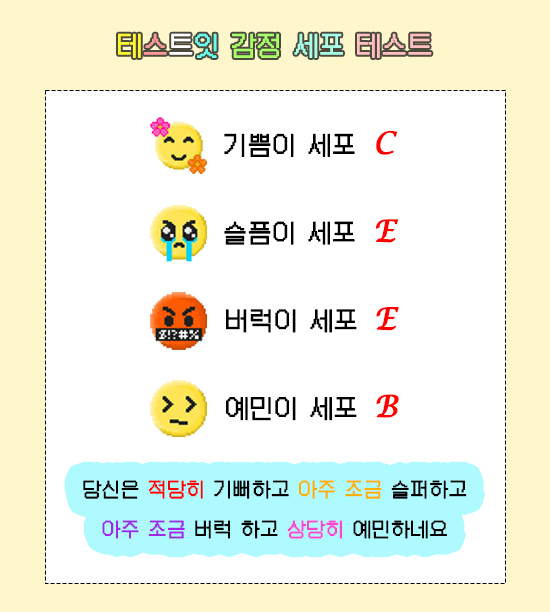 테스트잇 감정 세포 테스트
기쁨이 세포 C
슬픔이 세포 E
버럭이 세포 E
$!?#%
예민이 세포 B
당신은 적당히 기뻐하고 아주 조금 슬퍼하고
아주 조금 버럭 하고 상당히 예민하네요